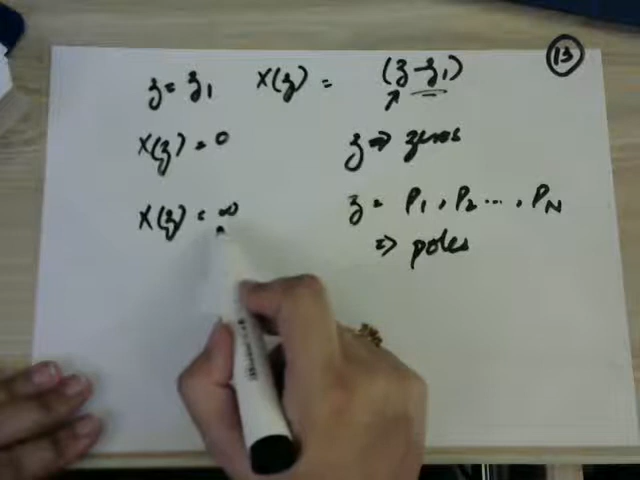 13
z = z1 X(z) = (z - z1)
X(z) = 0 z => zeros
X(z) = ∞ z = P1, P2 ..., PN
=> poles